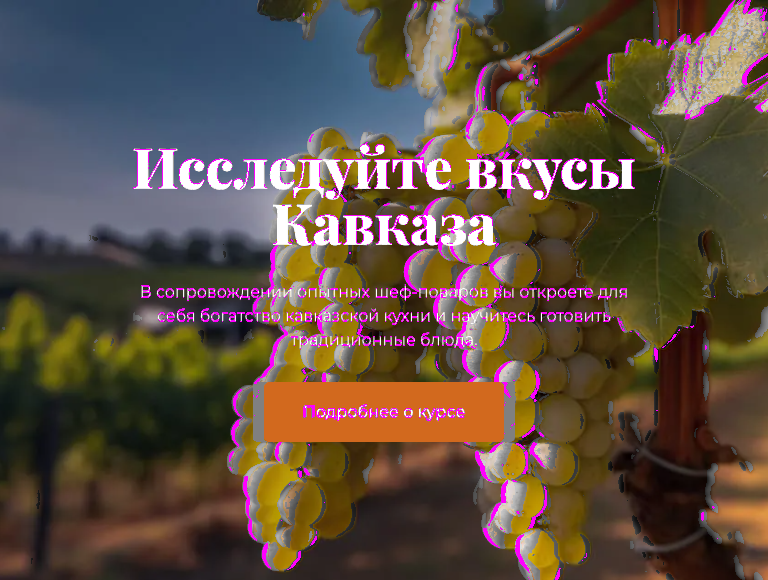 Исследуйте вкусы
Кавказа
В сопровождении опытных шеф-поваров вы откроете для
себя богатство кавказской кухни и научитесь готовить
традиционные блюда.
Подробнее о курсе